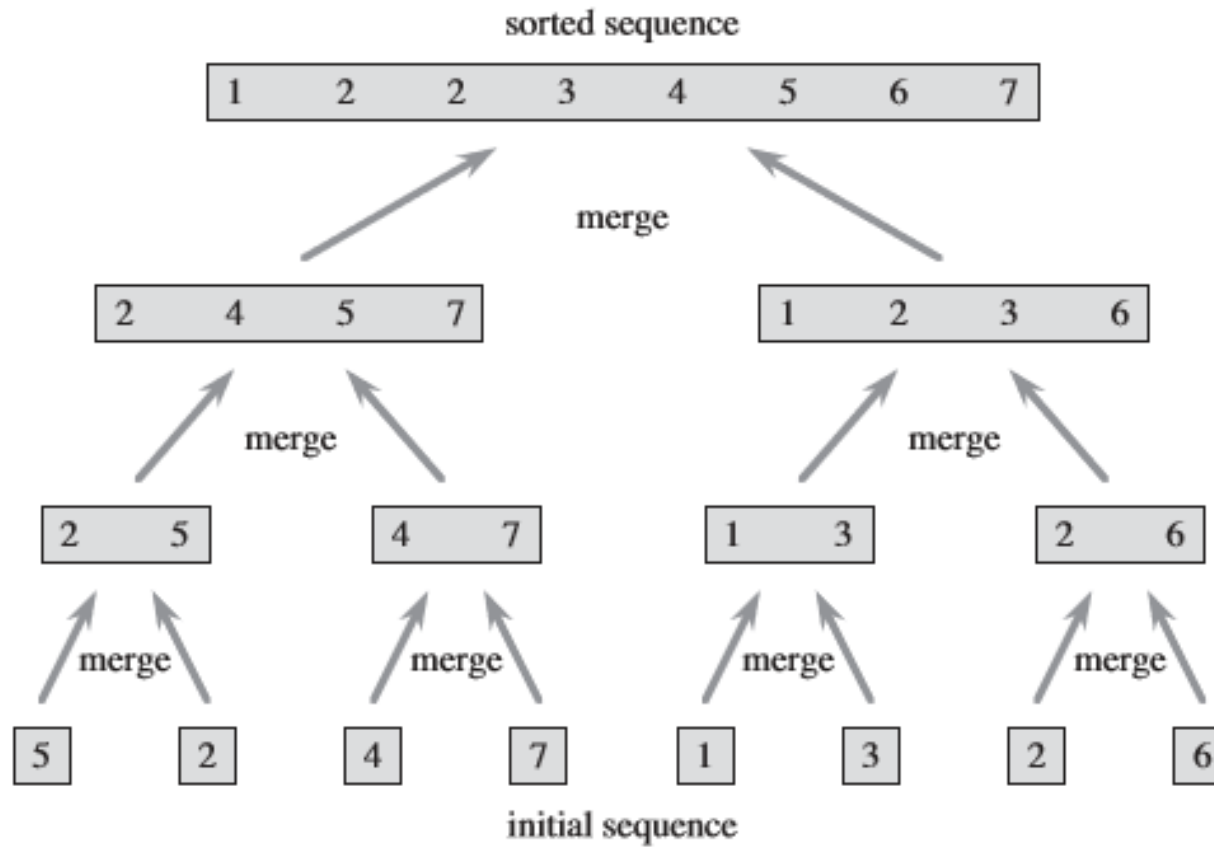 sorted sequence
1 2 2 3 4 5 6 7
merge
2 4 5 7 1 2 3 6
merge merge
2 5 4 7 1 3 2 6
merge merge merge merge
5 2 4 7 1 3 2 6
initial sequence